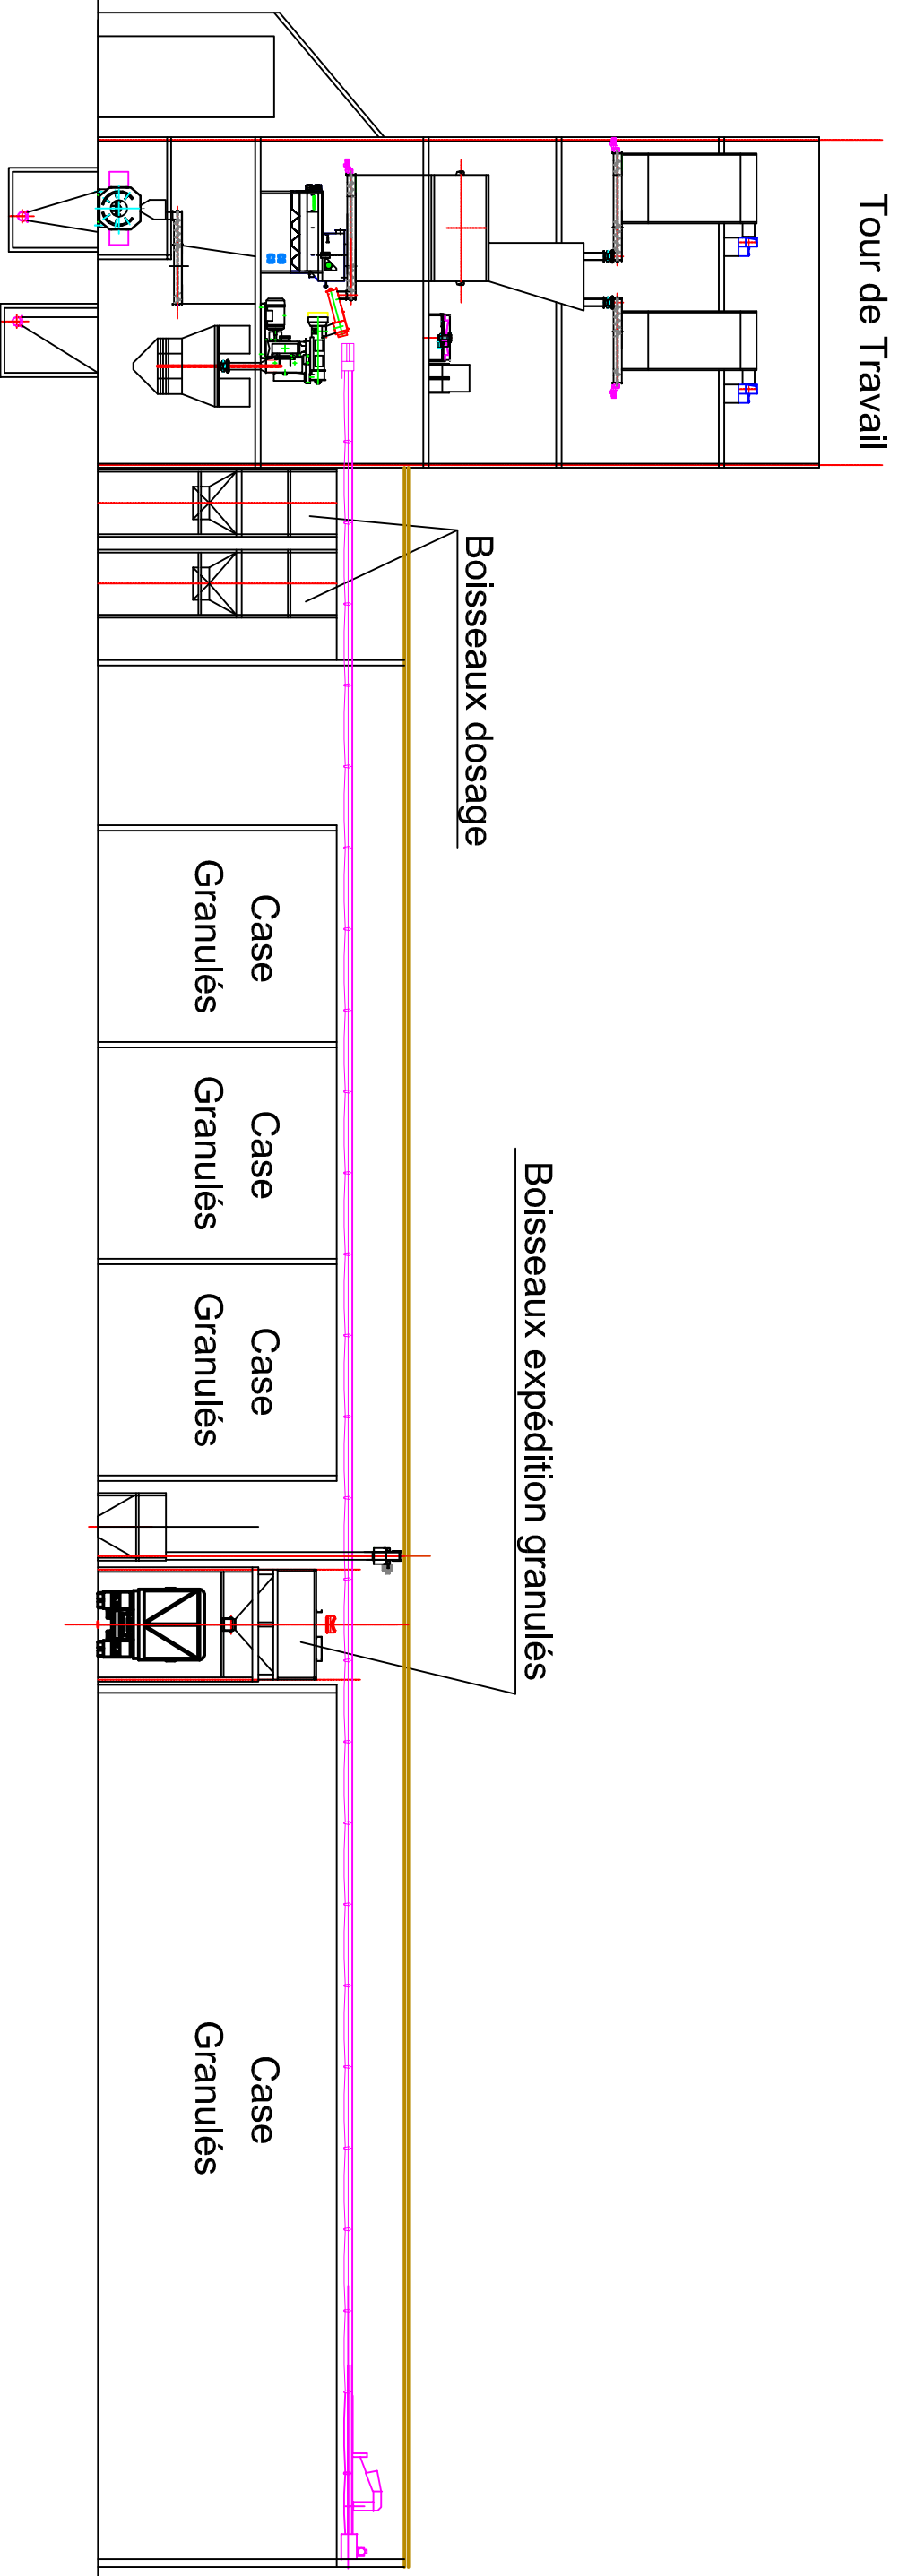 Tour de Travail
Boisseaux dosage
Boisseaux expédition granulés
Case
Granulés
Case
Granulés
Case
Granulés
Case
Granulés